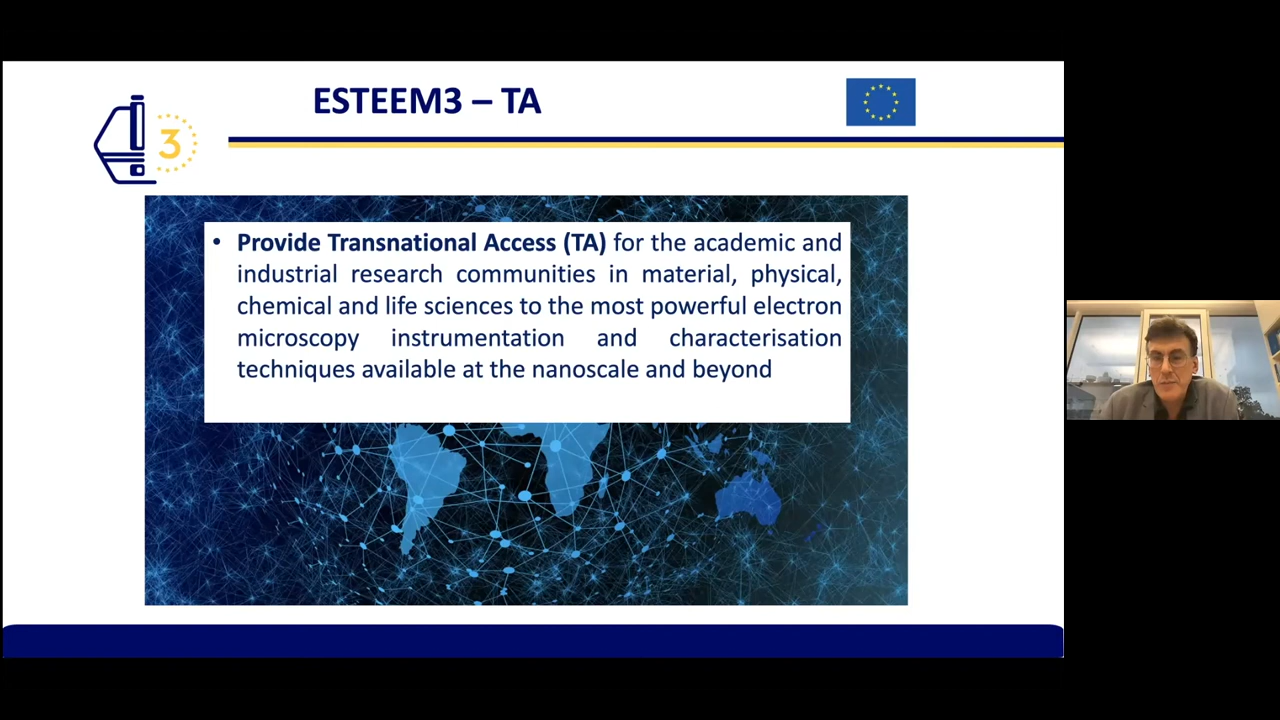 ESTEEM3 – TA
3
• Provide Transnational Access (TA) for the academic and
industrial research communities in material, physical,
chemical and life sciences to the most powerful electron
microscopy instrumentation and characterisation
techniques available at the nanoscale and beyond